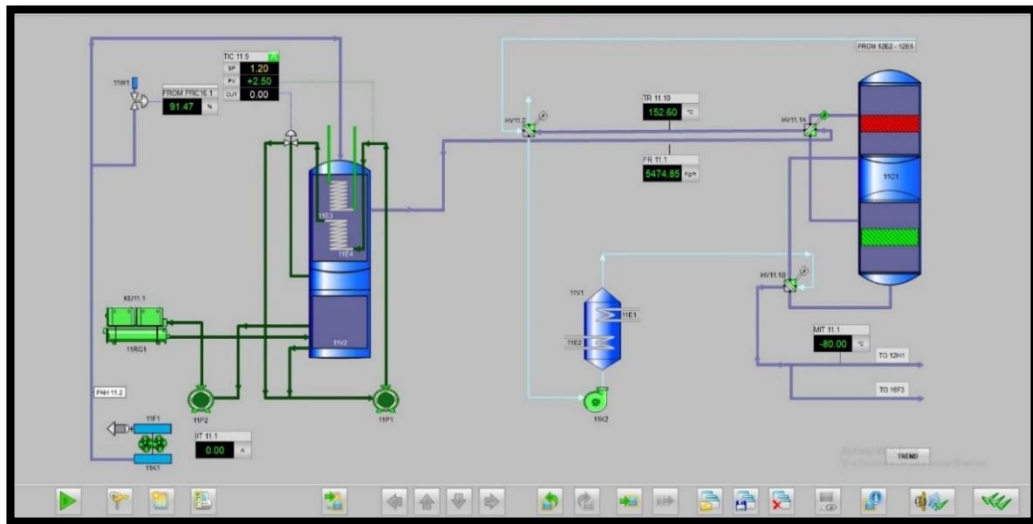 FROM 12E2 - 12E8
TIC 11.9
SP 1.20
PV +2.50
OUT 0.00
11W1
FROM PRC16.1
91.47 %
HV11.2
TR 11.10
152.60 °C
HV11.1A
FR 11.1
5474.85 Kg/h
11C1
11E3
11E4
HV11.1B
11V1
11E1
11E2
XU11.1
11RG1
11V2
MIT 11.1
-80.00 °C
TO 12H1
PAH 11.2
11P2
11P1
11K2
TO 16F3
11F1
IIT 11.1
0.00 A
11K1
TREND